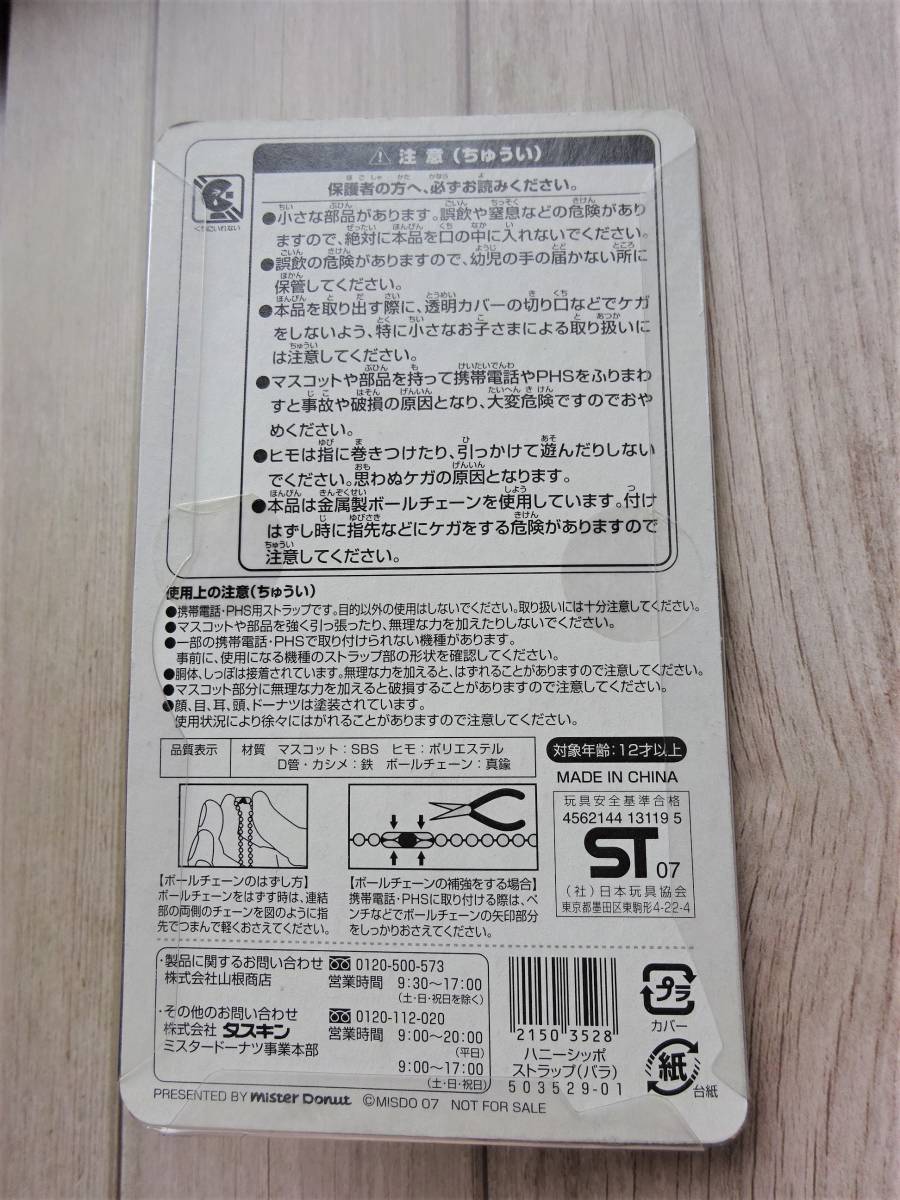 注意(ちゅうい)
保護者の方へ、必ずお読みください。
くちにいれない
●小さな部品があります。誤飲や窒息などの危険があり
ますので、絶対に本品を口の中に入れないでください。
●誤飲の危険がありますので、幼児の手の届かない所に
保管してください。
●本品を取り出す際に、透明カバーの切り口などでケガ
をしないよう、特に小さなお子さまによる取り扱いに
は注意してください。
●マスコットや部品を持って携帯電話やPHSをふりまわ
すと事故や破損の原因となり、大変危険ですのでおや
めください。
●ヒモは指に巻きつけたり、引っかけて遊んだりしない
でください。思わぬケガの原因となります。
●本品は金属製ボールチェーンを使用しています。付け
はずし時に指先などにケガをする危険がありますので
注意してください。
使用上の注意(ちゅうい)
●携帯電話・PHS用ストラップです。目的以外の使用はしないでください。取り扱いには十分注意してください。
●マスコットや部品を強く引っ張ったり、無理な力を加えたりしないでください。
●一部の携帯電話・PHSで取り付けられない機種があります。
事前に、使用になる機種のストラップ部の形状を確認してください。
●胴体、しっぽは接着されています。無理な力を加えると、はずれることがありますので注意してください。
●マスコット部分に無理な力を加えると破損することがありますので注意してください。
●顔、目、耳、頭、ドーナツは塗装されています。
使用状況により徐々にはがれることがありますので注意してください。
品質表示 材質 マスコット:SBS ヒモ:ポリエステル
D管・カシメ:鉄 ボールチェーン:真鍮
対象年齢:12才以上
MADE IN CHINA
玩具安全基準合格
4562144 13119 5
ST 07
(社)日本玩具協会
東京都墨田区東駒形4-22-4
【ボールチェーンのはずし方】
ボールチェーンをはずす時は、連結
部の両側のチェーンを図のように指
先でつまんで軽くおさえてください。
【ボールチェーンの補強をする場合】
携帯電話・PHSに取り付ける際は、ペ
ンチなどでボールチェーンの矢印部分
をしっかりおさえてください。
・製品に関するお問い合わせ 0120-500-573
株式会社山根商店 営業時間 9:30〜17:00
(土・日・祝日を除く)
・その他のお問い合わせ 0120-112-020
株式会社 ダスキン 営業時間 9:00〜20:00
ミスタードーナツ事業本部 (平日)
9:00〜17:00
(土・日・祝日)
21503528
ハニーシッポ
ストラップ(バラ)
503529-01
プラ
カバー
紙
台紙
PRESENTED BY mister Donut ©MISDO 07 NOT FOR SALE